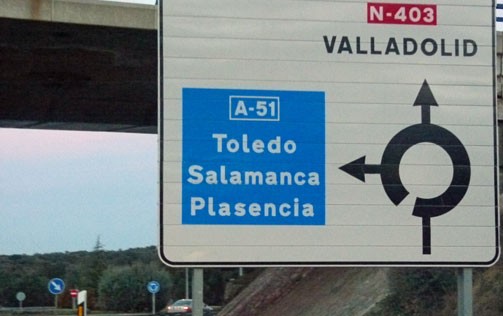 N-403
VALLADOLID
A-51
Toledo
Salamanca
Plasencia